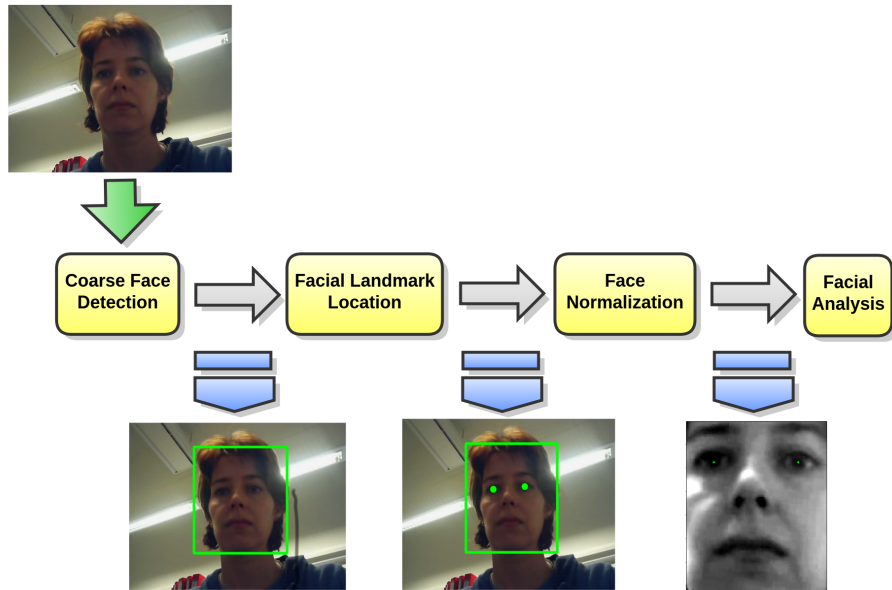 Coarse Face
Detection
Facial Landmark
Location
Face
Normalization
Facial
Analysis